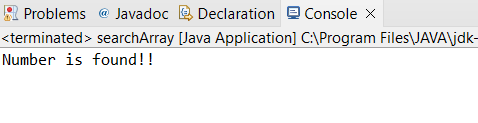 Problems @ Javadoc Declaration Console
<terminated> searchArray [Java Application] C:\Program Files\JAVA\jdk-
Number is found!!